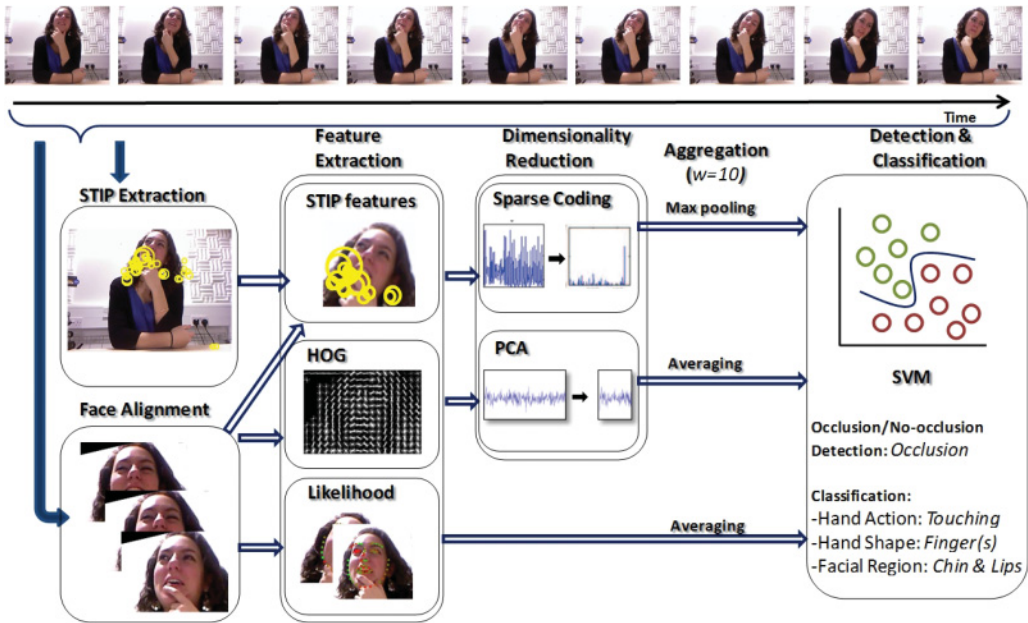 Time
Feature
Extraction
Dimensionality
Reduction
Aggregation
(w=10)
Detection &
Classification
STIP Extraction
STIP features
Sparse Coding
Max pooling
HOG
PCA
Averaging
SVM
Face Alignment
Likelihood
Averaging
Occlusion/No-occlusion
Detection: Occlusion
Classification:
-Hand Action: Touching
-Hand Shape: Finger(s)
-Facial Region: Chin & Lips